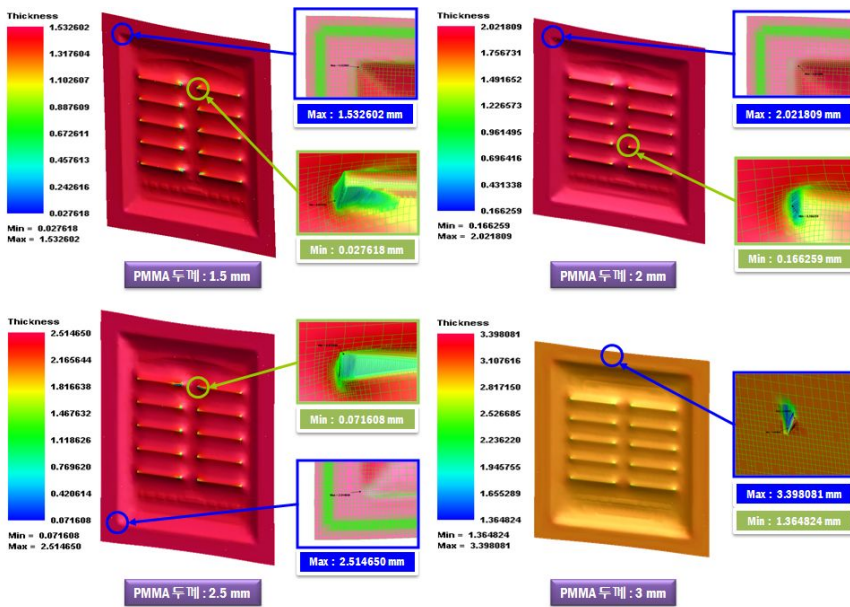 Thickness
1.532602
1.317604
1.102607
0.887609
0.672611
0.457613
0.242616
0.027618
Min = 0.027618
Max = 1.532602
Max : 1.532602 mm
Min : 0.027618 mm
PMMA 두께 : 1.5 mm
Thickness
2.021809
1.756731
1.491652
1.226573
0.961495
0.696416
0.431338
0.166259
Min = 0.166259
Max = 2.021809
Max : 2.021809 mm
Min : 0.166259 mm
PMMA 두께 : 2 mm
Thickness
2.514650
2.165644
1.816638
1.467632
1.118626
0.769620
0.420614
0.071608
Min = 0.071608
Max = 2.514650
Min : 0.071608 mm
Max : 2.514650 mm
PMMA 두께 : 2.5 mm
Thickness
3.398081
3.107616
2.817150
2.526685
2.236220
1.945755
1.655289
1.364824
Min = 1.364824
Max = 3.398081
Max : 3.398081 mm
Min : 1.364824 mm
PMMA 두께 : 3 mm